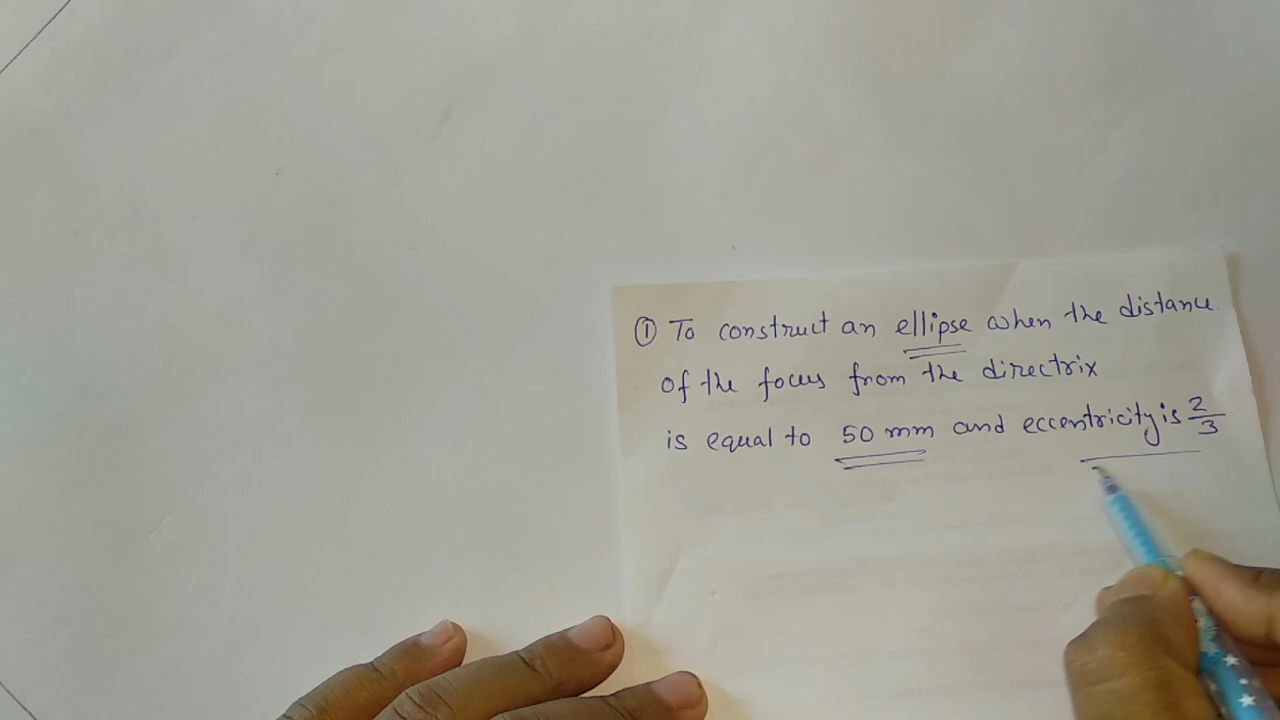 ① To construct an ellipse when the distance
of the focus from the directrix
is equal to 50 mm and eccentricity is 2/3